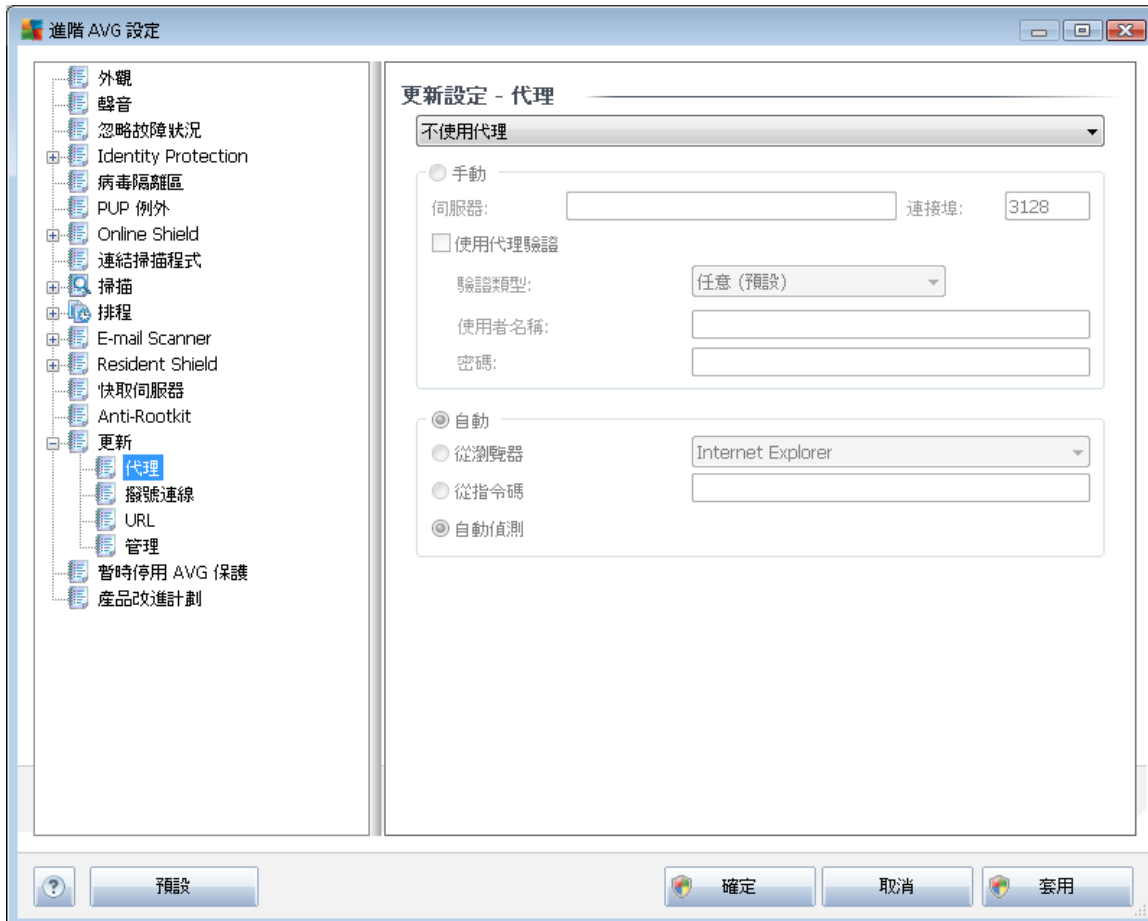 進階 AVG 設定
外觀
聲音
忽略故障狀況
Identity Protection
病毒隔離區
PUP 例外
Online Shield
連結掃描程式
掃描
排程
E-mail Scanner
Resident Shield
快取伺服器
Anti-Rootkit
更新
代理
撥號連線
URL
管理
暫時停用 AVG 保護
產品改進計劃
更新設定 - 代理
不使用代理
手動
伺服器: 連接埠: 3128
使用代理驗證
驗證類型: 任意 (預設)
使用者名稱:
密碼:
自動
從瀏覽器 Internet Explorer
從指令碼
自動偵測
? 預設 確定 取消 套用